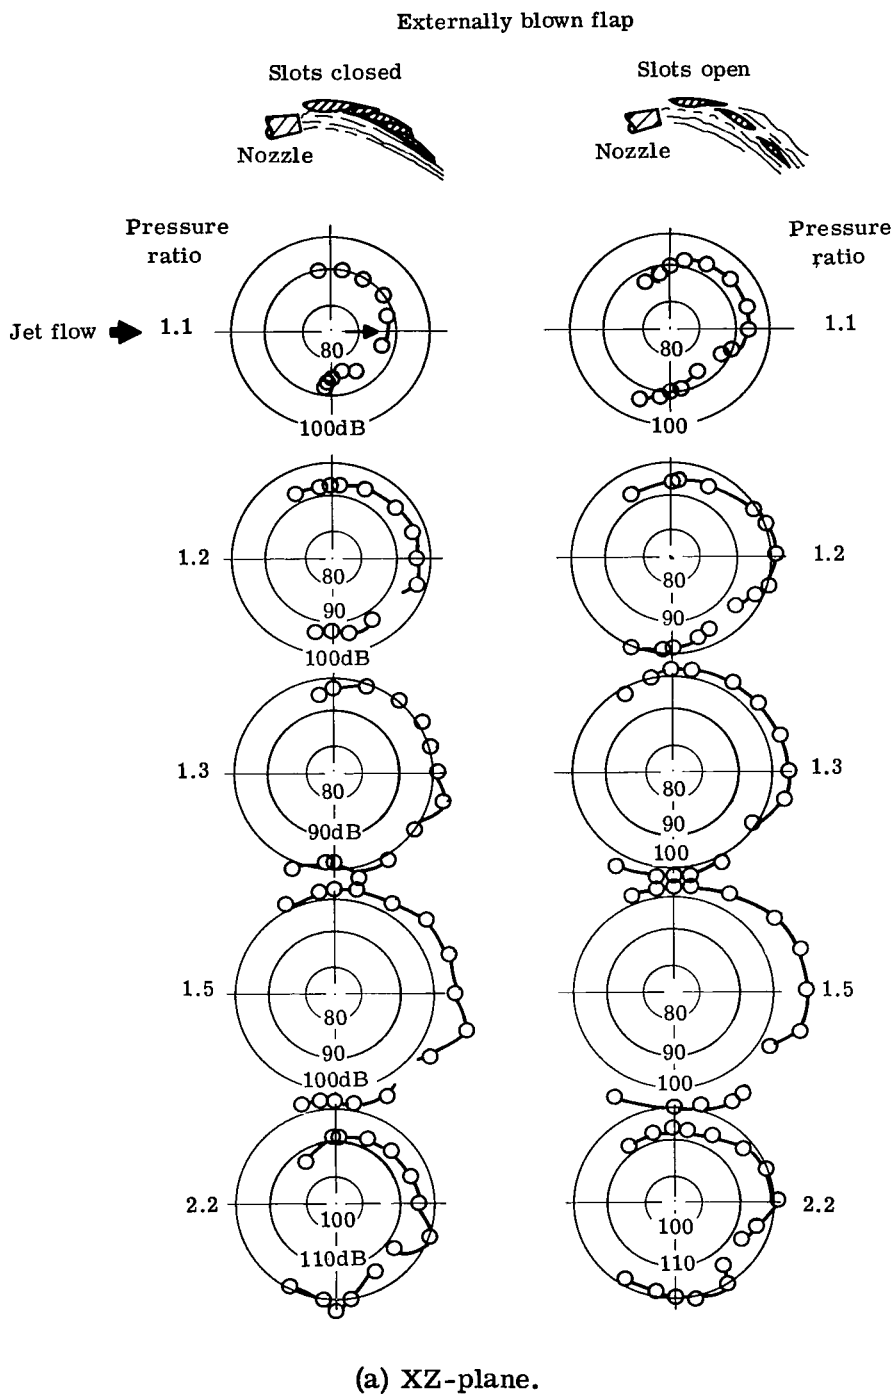 Externally blown flap
Slots closed
Slots open
Nozzle
Nozzle
Pressure
ratio
Pressure
ratio
Jet flow
1.1
80
100dB
80
100
1.1
1.2
80
90
100dB
80
90
1.2
1.3
80
90dB
80
90
100
1.3
1.5
80
90
100dB
80
90
100
1.5
2.2
100
110dB
100
110
2.2
(a) XZ-plane.